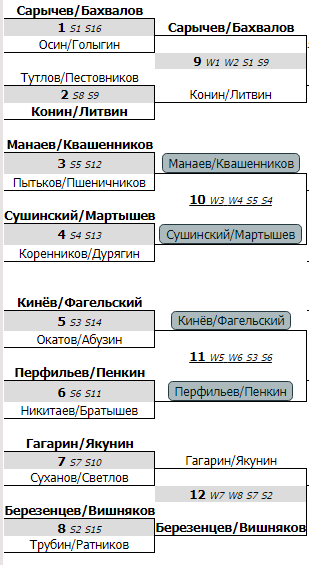 Сарычев/Бахвалов
1 S1 S16
Осин/Голыгин
Тутлов/Пестовников
2 S8 S9
Конин/Литвин
Манаев/Квашенников
3 S5 S12
Пытьков/Пшеничников
Сушинский/Мартышев
4 S4 S13
Коренников/Дурягин
Кинёв/Фагельский
5 S3 S14
Окатов/Абузин
Перфильев/Пенкин
6 S6 S11
Никитаев/Братышев
Гагарин/Якунин
7 S7 S10
Суханов/Светлов
Березенцев/Вишняков
8 S2 S15
Трубин/Ратников
Сарычев/Бахвалов
9 W1 W2 S1 S9
Конин/Литвин
Манаев/Квашенников
10 W3 W4 S5 S4
Сушинский/Мартышев
Кинёв/Фагельский
11 W5 W6 S3 S6
Перфильев/Пенкин
Гагарин/Якунин
12 W7 W8 S7 S2
Березенцев/Вишняков